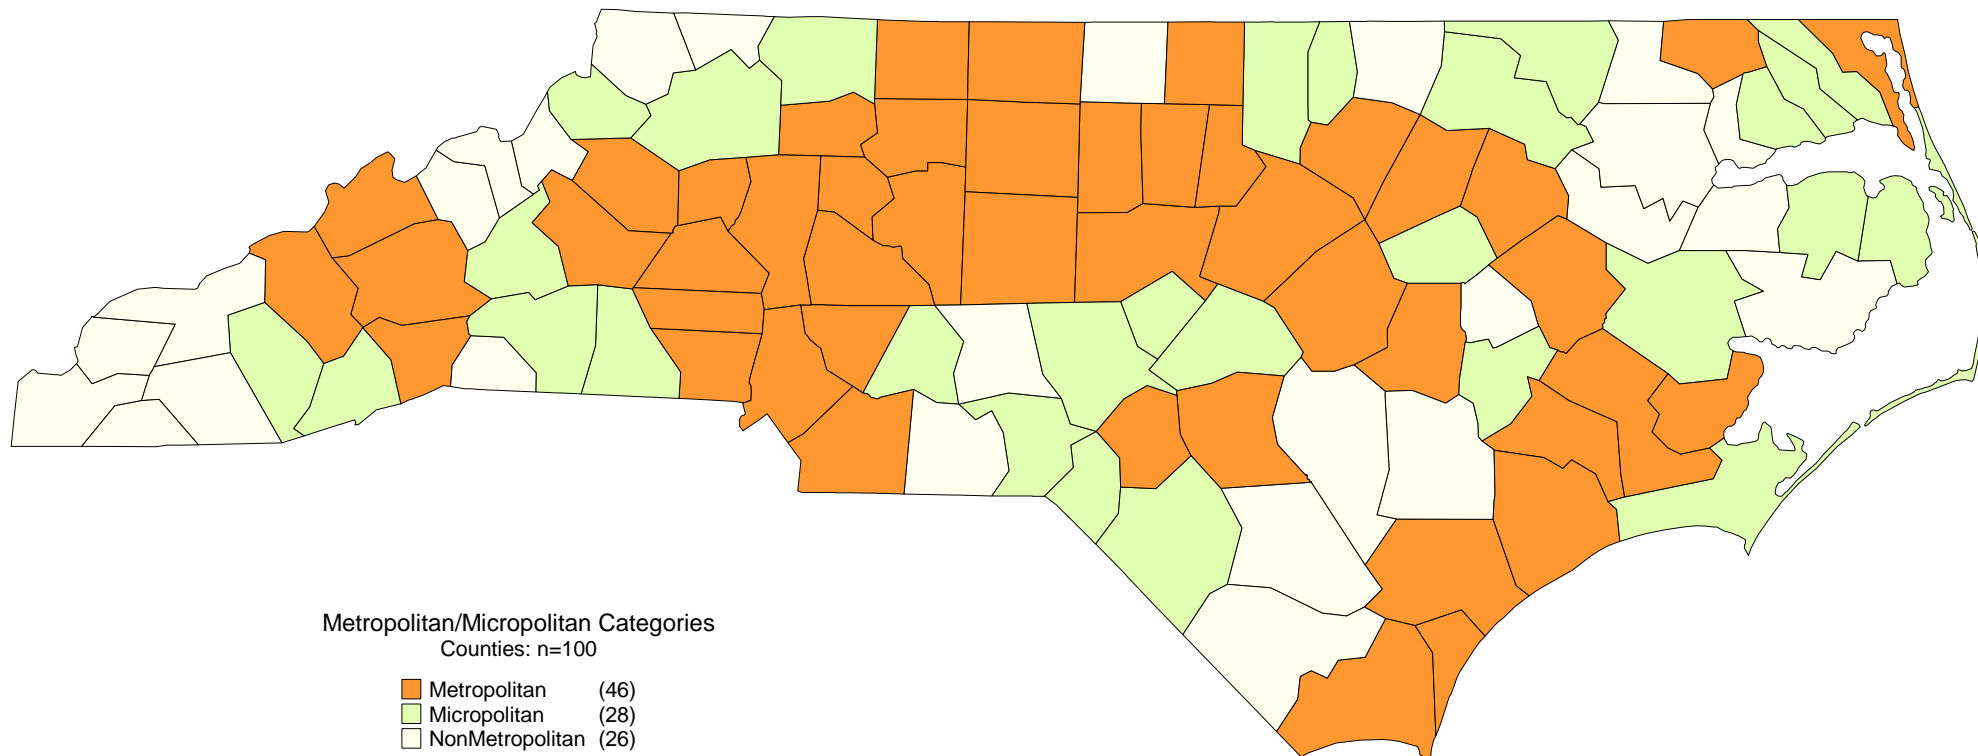 Metropolitan/Micropolitan Categories
Counties: n=100
Metropolitan (46)
Micropolitan (28)
NonMetropolitan (26)